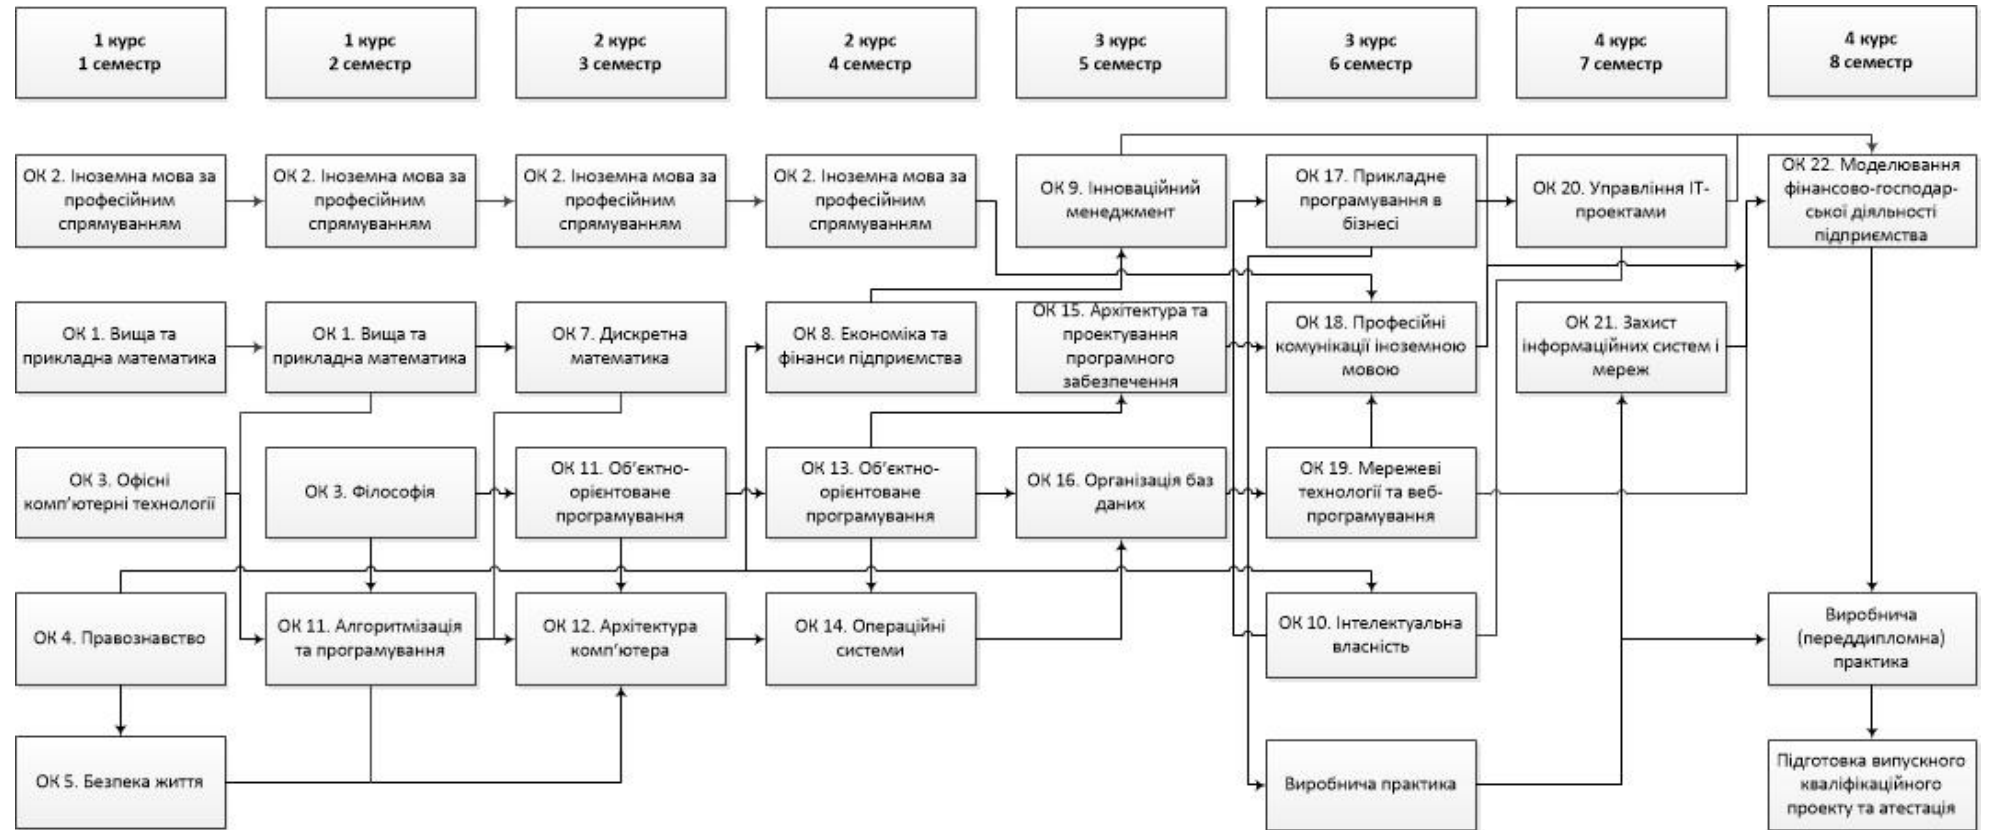 1 курс
1 семестр
1 курс
2 семестр
2 курс
3 семестр
2 курс
4 семестр
3 курс
5 семестр
3 курс
6 семестр
4 курс
7 семестр
4 курс
8 семестр
ОК 2. Іноземна мова за
професійним
спрямуванням
ОК 2. Іноземна мова за
професійним
спрямуванням
ОК 2. Іноземна мова за
професійним
спрямуванням
ОК 2. Іноземна мова за
професійним
спрямуванням
ОК 9. Інноваційний
менеджмент
ОК 17. Прикладне
програмування в
бізнесі
ОК 20. Управління ІТ-
проектами
ОК 22. Моделювання
фінансово-господар-
ської діяльності
підприємства
ОК 1. Вища та
прикладна математика
ОК 1. Вища та
прикладна математика
ОК 7. Дискретна
математика
ОК 8. Економіка та
фінанси підприємства
ОК 15. Архітектура та
проектування
програмного
забезпечення
ОК 18. Професійні
комунікації іноземною
мовою
ОК 21. Захист
інформаційних систем і
мереж
ОК 3. Офісні
комп'ютерні технології
ОК 3. Філософія
ОК 11. Об'єктно-
орієнтоване
програмування
ОК 13. Об'єктно-
орієнтоване
програмування
ОК 16. Організація баз
даних
ОК 19. Мережеві
технології та веб-
програмування
ОК 4. Правознавство
ОК 11. Алгоритмізація
та програмування
ОК 12. Архітектура
комп'ютера
ОК 14. Операційні
системи
ОК 10. Інтелектуальна
власність
Виробнича
(переддипломна)
практика
ОК 5. Безпека життя
Виробнича практика
Підготовка випускного
кваліфікаційного
проекту та атестація